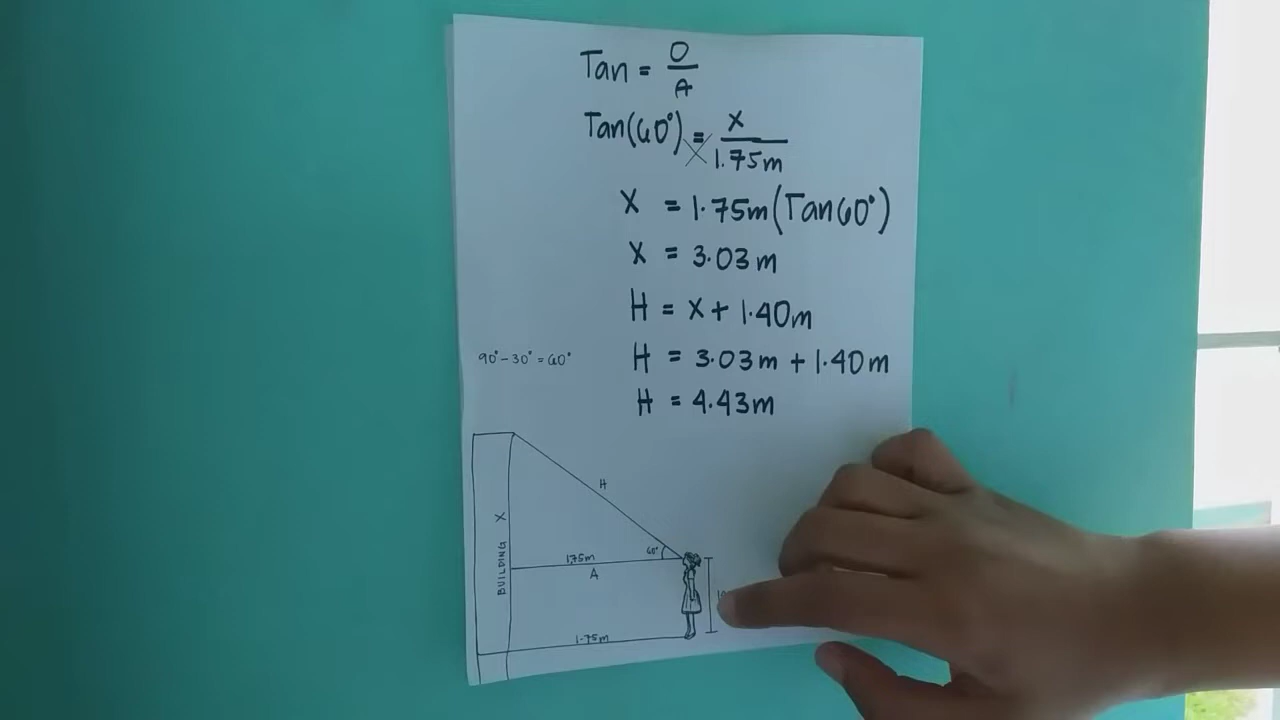 Tan = O/A
Tan(60°) = X/1.75m
X = 1.75m(Tan60°)
X = 3.03m
H = X + 1.40m
90°-30° = 60°
H = 3.03m + 1.40m
H = 4.43m
H
BUILDING X
1.75m
60°
A
1.75m